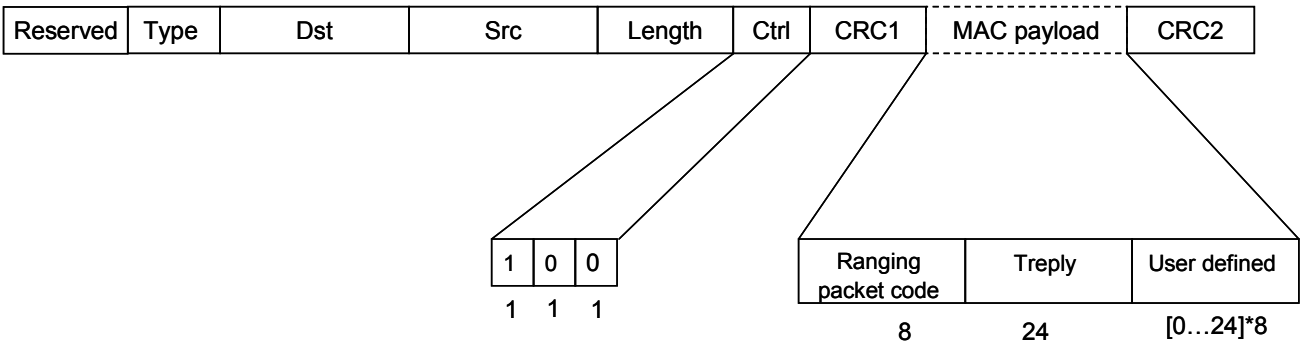 Reserved Type Dst Src Length Ctrl CRC1 MAC payload CRC2
1 0 0
1 1 1
Ranging packet code Treply User defined
8 24 [0…24]*8